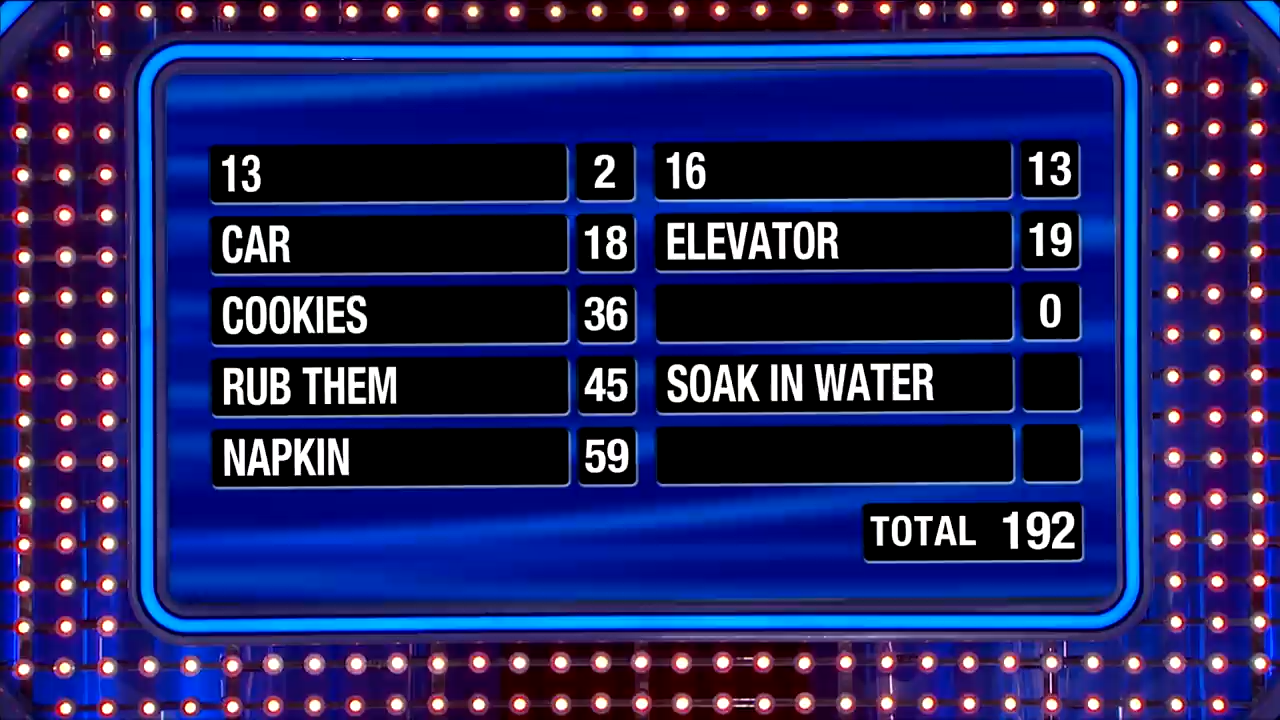 13 2 16 13
CAR 18 ELEVATOR 19
COOKIES 36 0
RUB THEM 45 SOAK IN WATER
NAPKIN 59
TOTAL 192